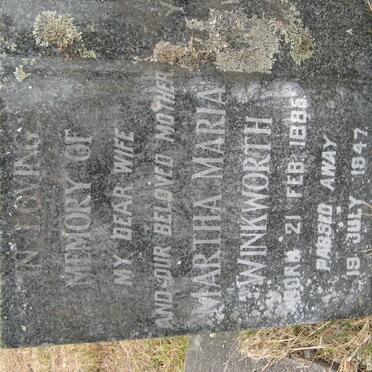 IN LOVING
MEMORY OF
MY DEAR WIFE
AND OUR BELOVED MOTHER
MARTHA MARIA
WINKWORTH
BORN 21 FEB 1885
PASSED AWAY
18 JULY 1947